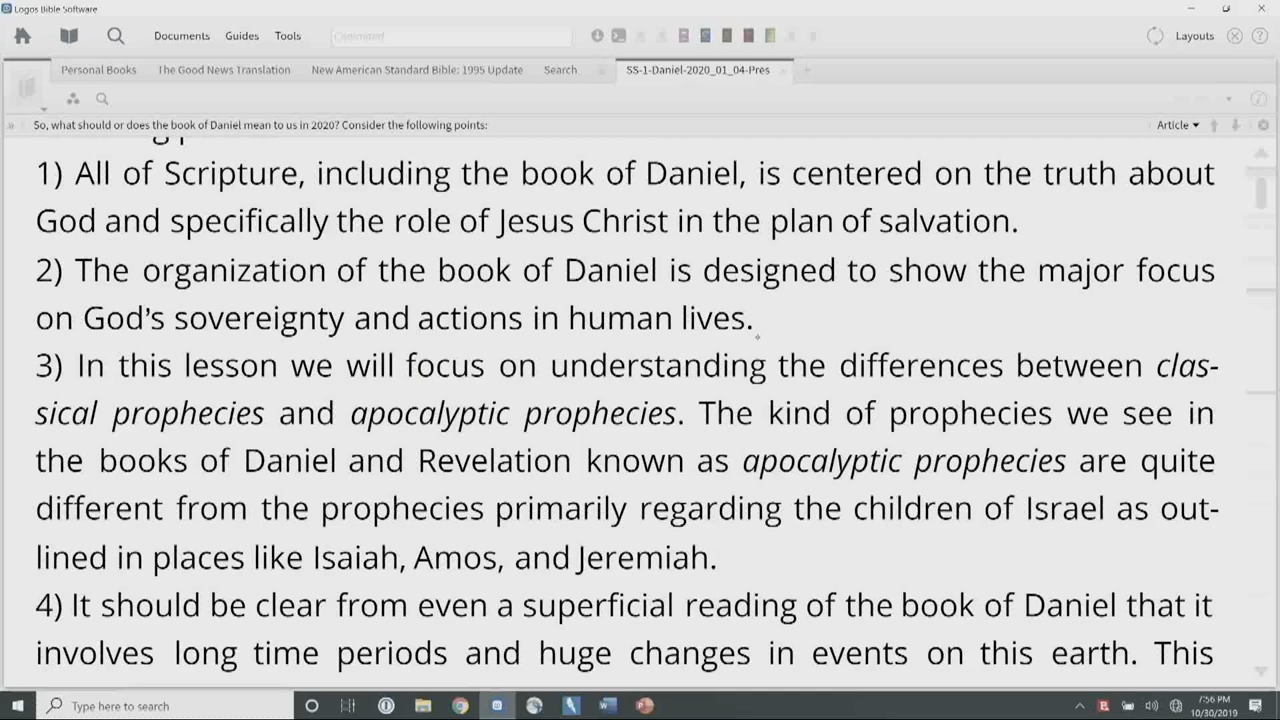 Logos Bible Software
Documents Guides Tools Command Layouts
Personal Books The Good News Translation New American Standard Bible: 1995 Update Search SS-1-Daniel-2020_01_04-Pres
So, what should or does the book of Daniel mean to us in 2020? Consider the following points: Article
1) All of Scripture, including the book of Daniel, is centered on the truth about
God and specifically the role of Jesus Christ in the plan of salvation.
2) The organization of the book of Daniel is designed to show the major focus
on God’s sovereignty and actions in human lives.
3) In this lesson we will focus on understanding the differences between clas-
sical prophecies and apocalyptic prophecies. The kind of prophecies we see in
the books of Daniel and Revelation known as apocalyptic prophecies are quite
different from the prophecies primarily regarding the children of Israel as out-
lined in places like Isaiah, Amos, and Jeremiah.
4) It should be clear from even a superficial reading of the book of Daniel that it
involves long time periods and huge changes in events on this earth. This
Type here to search 7:56 PM
10/30/2019